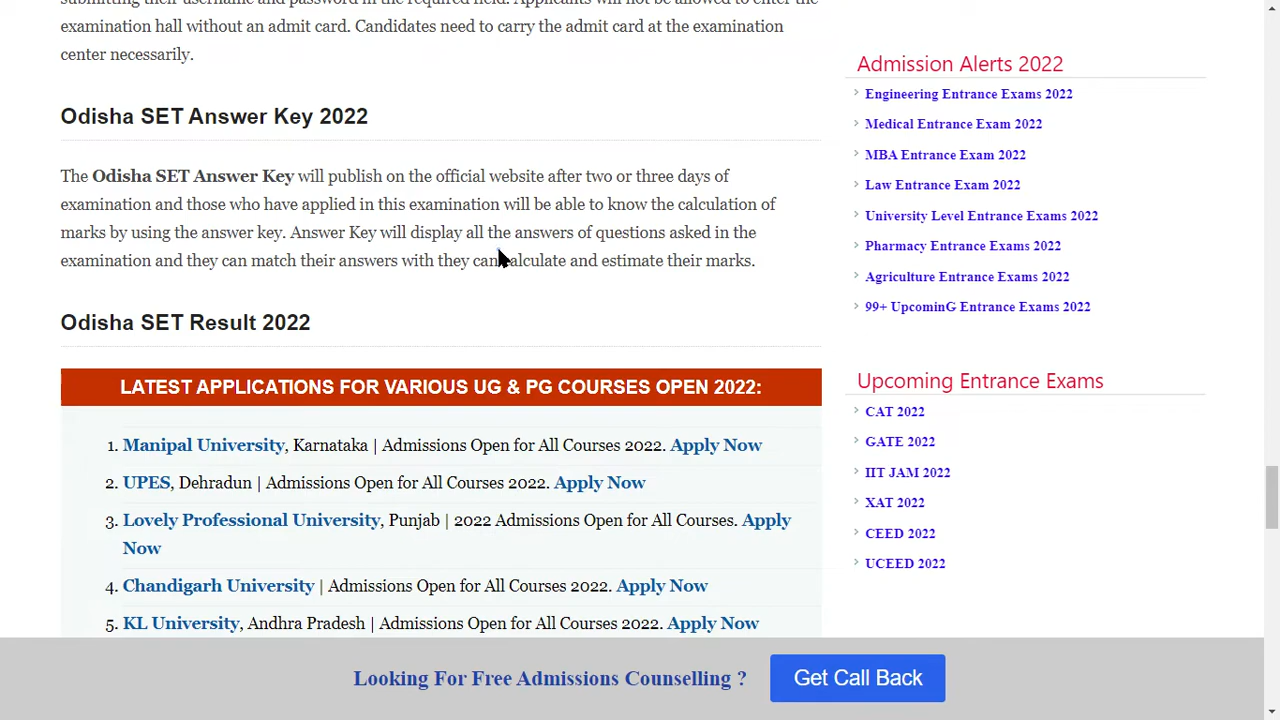 submitting their username and password in the required field. Applicants will not be allowed to enter the
examination hall without an admit card. Candidates need to carry the admit card at the examination
center necessarily.
Odisha SET Answer Key 2022
The Odisha SET Answer Key will publish on the official website after two or three days of
examination and those who have applied in this examination will be able to know the calculation of
marks by using the answer key. Answer Key will display all the answers of questions asked in the
examination and they can match their answers with they can calculate and estimate their marks.
Odisha SET Result 2022
LATEST APPLICATIONS FOR VARIOUS UG & PG COURSES OPEN 2022:
1. Manipal University, Karnataka | Admissions Open for All Courses 2022. Apply Now
2. UPES, Dehradun | Admissions Open for All Courses 2022. Apply Now
3. Lovely Professional University, Punjab | 2022 Admissions Open for All Courses. Apply
Now
4. Chandigarh University | Admissions Open for All Courses 2022. Apply Now
5. KL University, Andhra Pradesh | Admissions Open for All Courses 2022. Apply Now
Admission Alerts 2022
Engineering Entrance Exams 2022
Medical Entrance Exam 2022
MBA Entrance Exam 2022
Law Entrance Exam 2022
University Level Entrance Exams 2022
Pharmacy Entrance Exams 2022
Agriculture Entrance Exams 2022
99+ UpcominG Entrance Exams 2022
Upcoming Entrance Exams
CAT 2022
GATE 2022
IIT JAM 2022
XAT 2022
CEED 2022
UCEED 2022
Looking For Free Admissions Counselling ?
Get Call Back